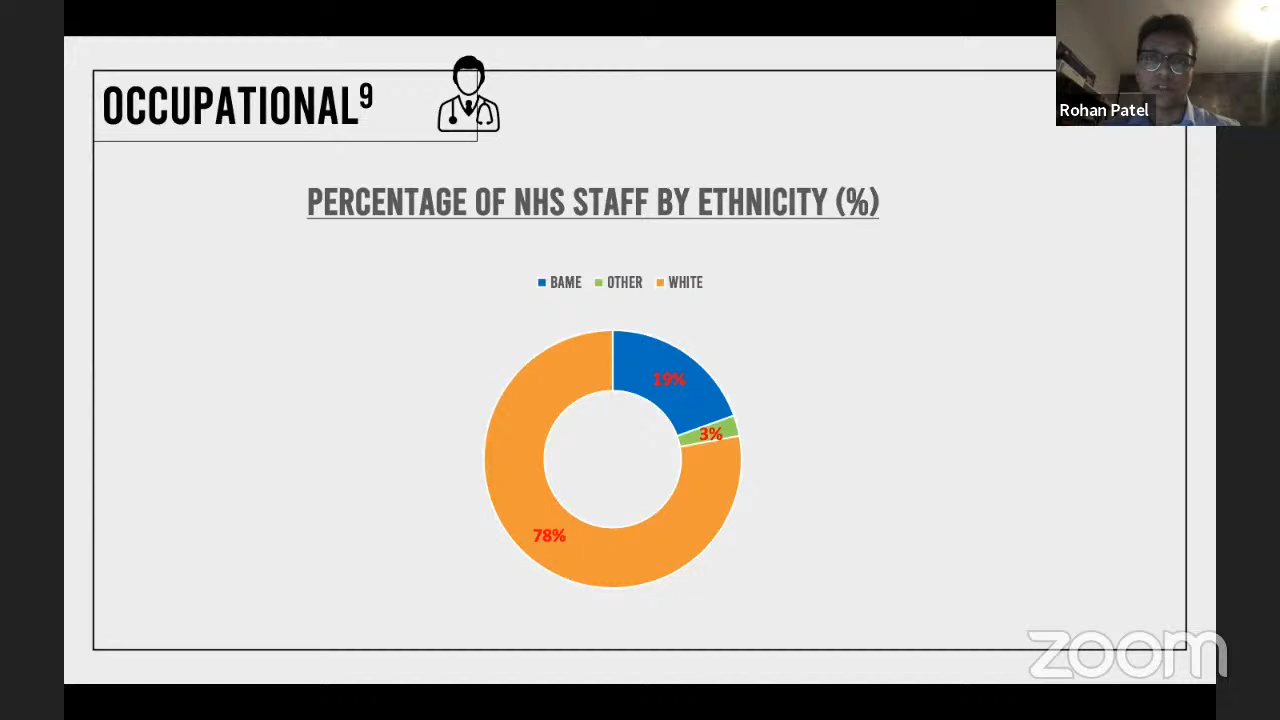 OCCUPATIONAL⁹
Rohan Patel
PERCENTAGE OF NHS STAFF BY ETHNICITY (%)
BAME OTHER WHITE
19%
3%
78%
zoom